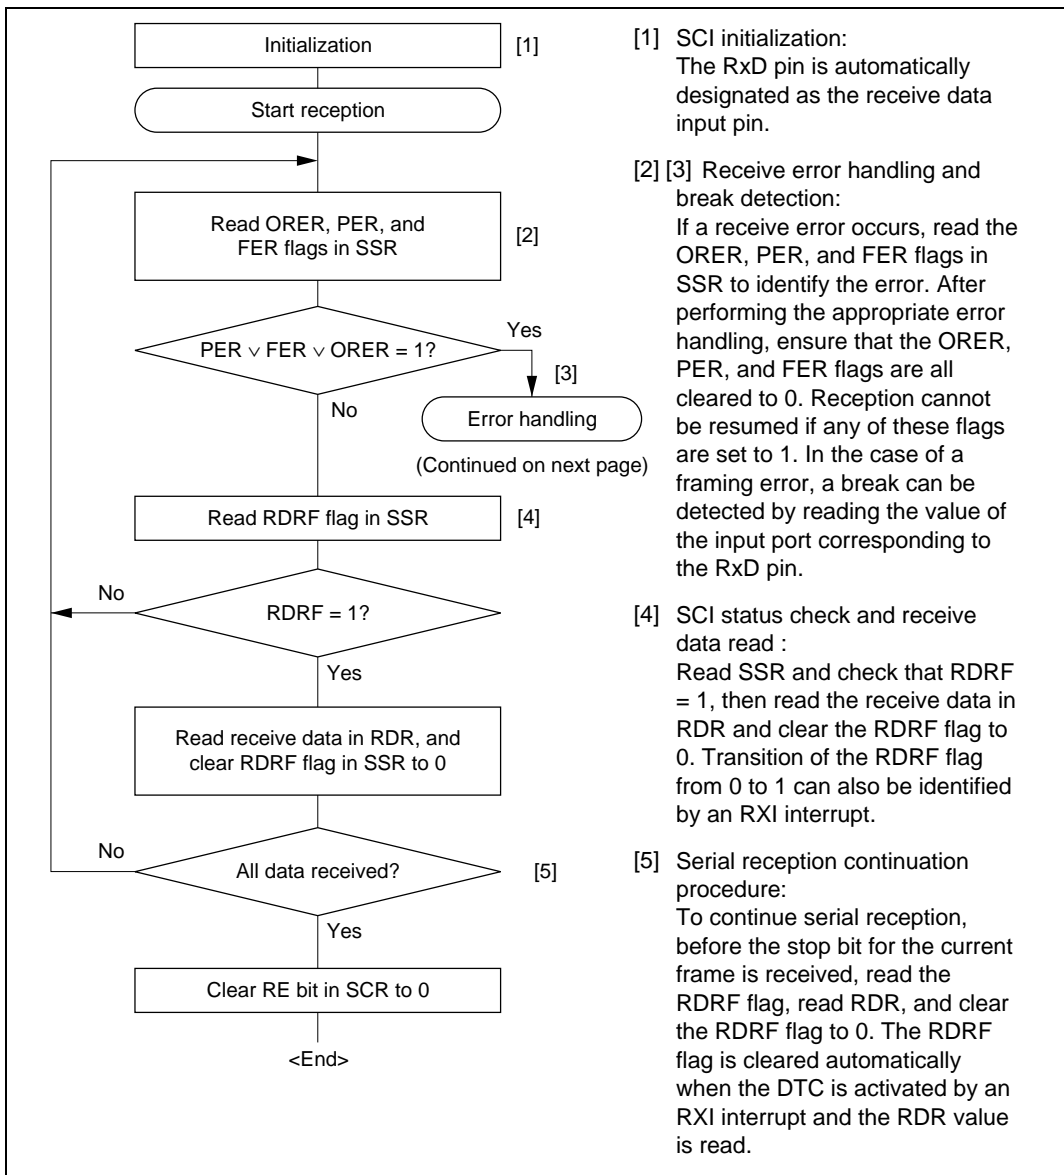 Initialization
[1]
Start reception
Read ORER, PER, and
FER flags in SSR
[2]
PER ∨ FER ∨ ORER = 1?
Yes
[3]
No
Error handling
(Continued on next page)
Read RDRF flag in SSR
[4]
No
RDRF = 1?
Yes
Read receive data in RDR, and
clear RDRF flag in SSR to 0
No
All data received?
[5]
Yes
Clear RE bit in SCR to 0
<End>
[1] SCI initialization:
The RxD pin is automatically
designated as the receive data
input pin.
[2] [3] Receive error handling and
break detection:
If a receive error occurs, read the
ORER, PER, and FER flags in
SSR to identify the error. After
performing the appropriate error
handling, ensure that the ORER,
PER, and FER flags are all
cleared to 0. Reception cannot
be resumed if any of these flags
are set to 1. In the case of a
framing error, a break can be
detected by reading the value of
the input port corresponding to
the RxD pin.
[4] SCI status check and receive
data read :
Read SSR and check that RDRF
= 1, then read the receive data in
RDR and clear the RDRF flag to
0. Transition of the RDRF flag
from 0 to 1 can also be identified
by an RXI interrupt.
[5] Serial reception continuation
procedure:
To continue serial reception,
before the stop bit for the current
frame is received, read the
RDRF flag, read RDR, and clear
the RDRF flag to 0. The RDRF
flag is cleared automatically
when the DTC is activated by an
RXI interrupt and the RDR value
is read.